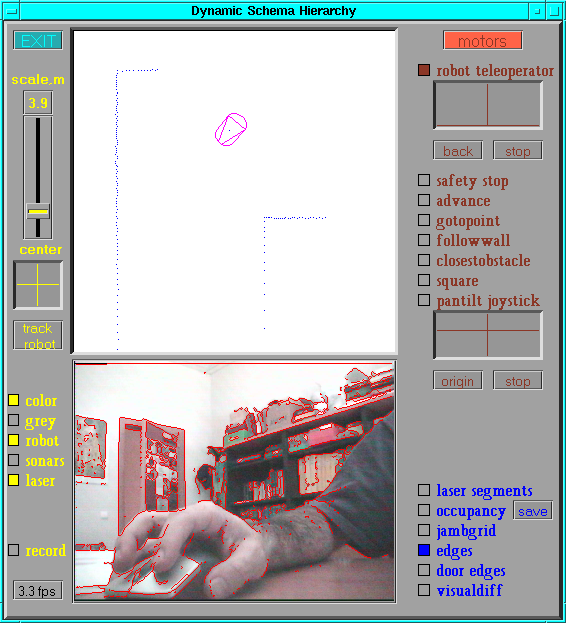 Dynamic Schema Hierarchy
EXIT
motors
scale,m
3.9
center
track
robot
color
grey
robot
sonars
laser
record
3.3 fps
robot teleoperator
back
stop
safety stop
advance
gotopoint
followwall
closestobstacle
square
pantilt joystick
origin
stop
laser segments
occupancy
save
jambgrid
edges
door edges
visualdiff